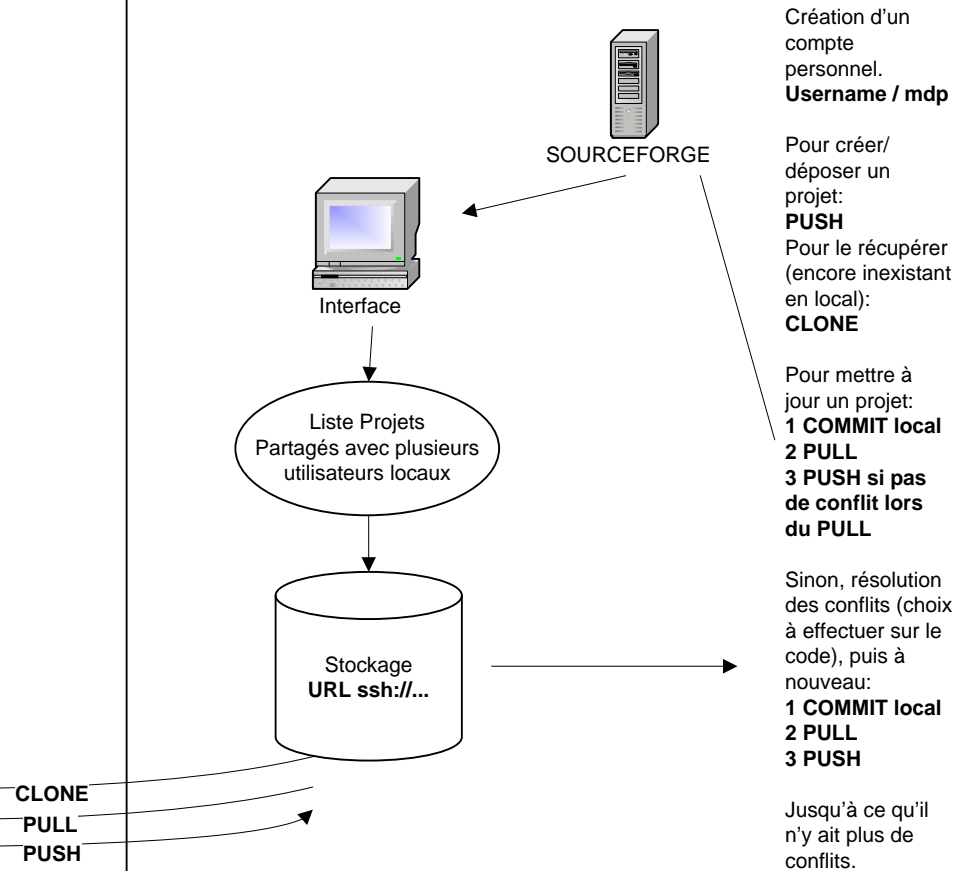 SOURCEFORGE
Interface
Liste Projets
Partagés avec plusieurs
utilisateurs locaux
Stockage
URL ssh://...
CLONE
PULL
PUSH
Création d'un
compte
personnel.
Username / mdp
Pour créer/
déposer un
projet:
PUSH
Pour le récupérer
(encore inexistant
en local):
CLONE
Pour mettre à
jour un projet:
1 COMMIT local
2 PULL
3 PUSH si pas
de conflit lors
du PULL
Sinon, résolution
des conflits (choix
à effectuer sur le
code), puis à
nouveau:
1 COMMIT local
2 PULL
3 PUSH
Jusqu'à ce qu'il
n'y ait plus de
conflits.